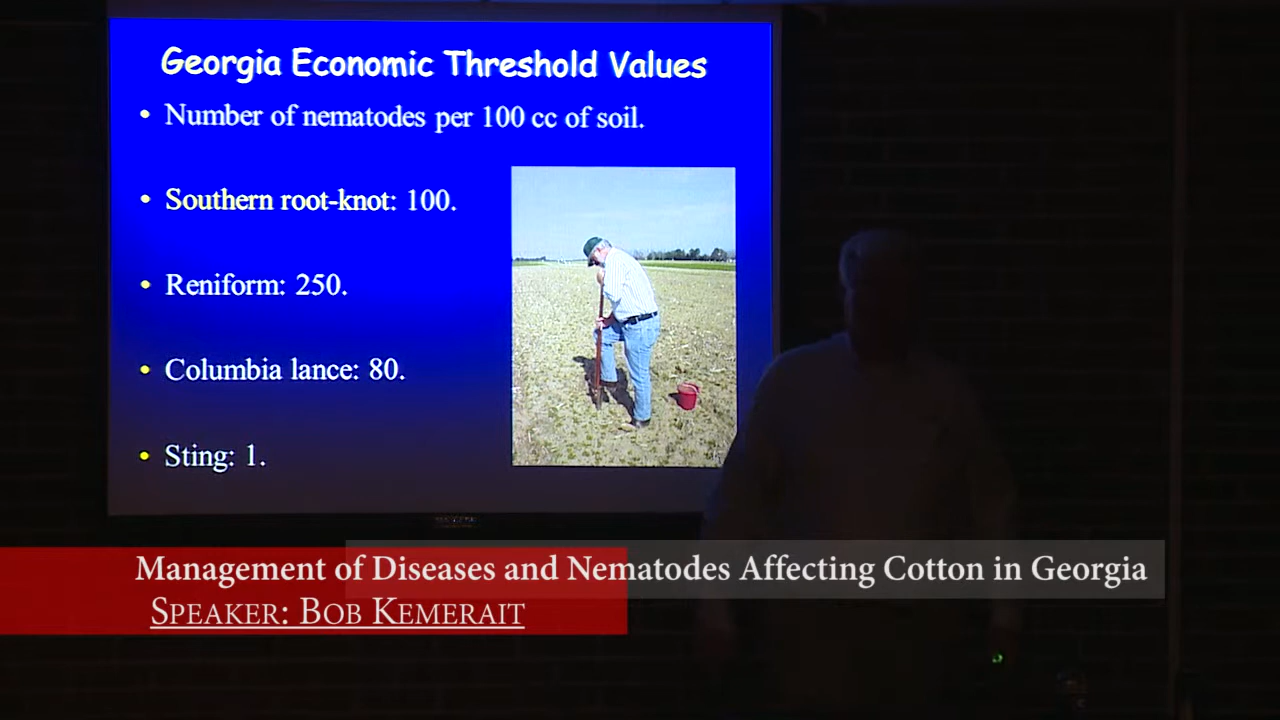 Georgia Economic Threshold Values
• Number of nematodes per 100 cc of soil.
• Southern root-knot: 100.
• Reniform: 250.
• Columbia lance: 80.
• Sting: 1.
Management of Diseases and Nematodes Affecting Cotton in Georgia
SPEAKER: BOB KEMERAIT